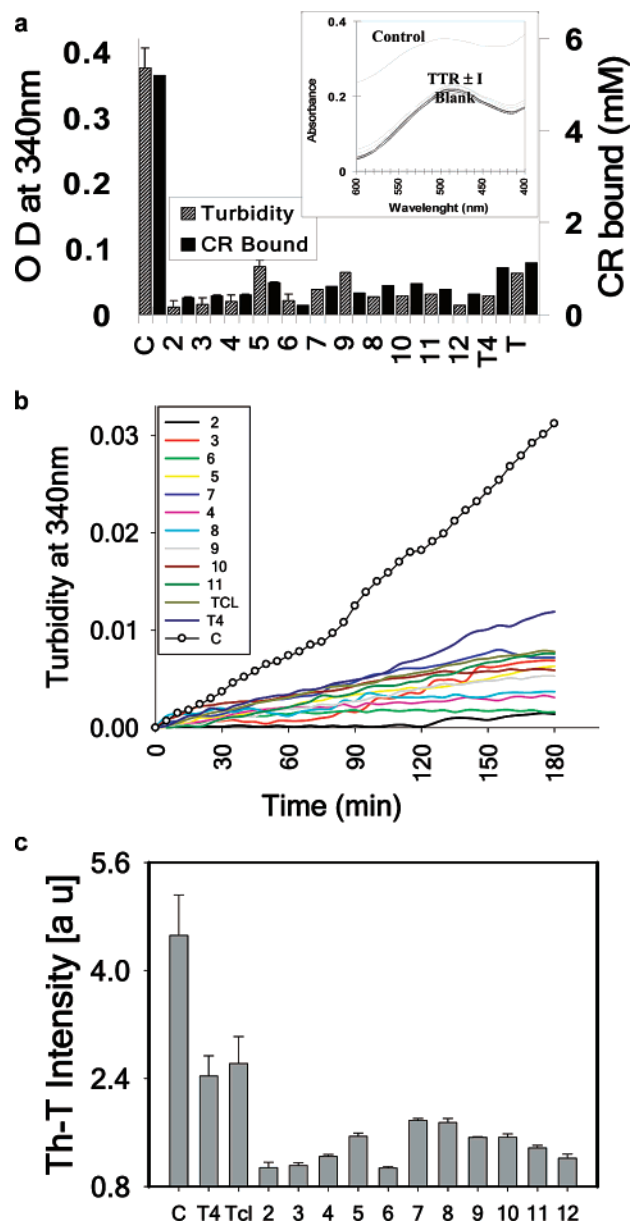 a
O D at 340nm
0.4
0.3
0.2
0.1
0
CR bound (mM)
6
4
2
0
Absorbance
0.4
0.2
0
Control
TTR ± I
Blank
600 550 500 450 400
Wavelenght (nm)
Turbidity
CR Bound
C 2 3 4 5 6 7 9 8 10 11 12 T4 T
b
Turbidity at 340nm
0.03
0.02
0.01
0.00
2
3
6
5
7
4
8
9
10
11
TCL
T4
C
0 30 60 90 120 150 180
Time (min)
c
Th-T Intensity [a u]
5.6
4.0
2.4
0.8
C T4 Tcl 2 3 4 5 6 7 8 9 10 11 12